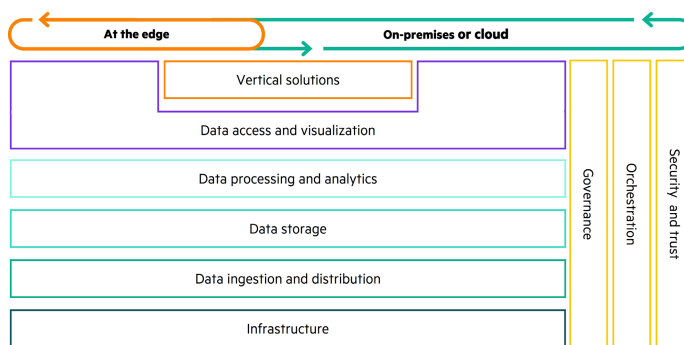 At the edge
On-premises or cloud
Vertical solutions
Data access and visualization
Data processing and analytics
Data storage
Data ingestion and distribution
Infrastructure
Governance
Orchestration
Security and trust